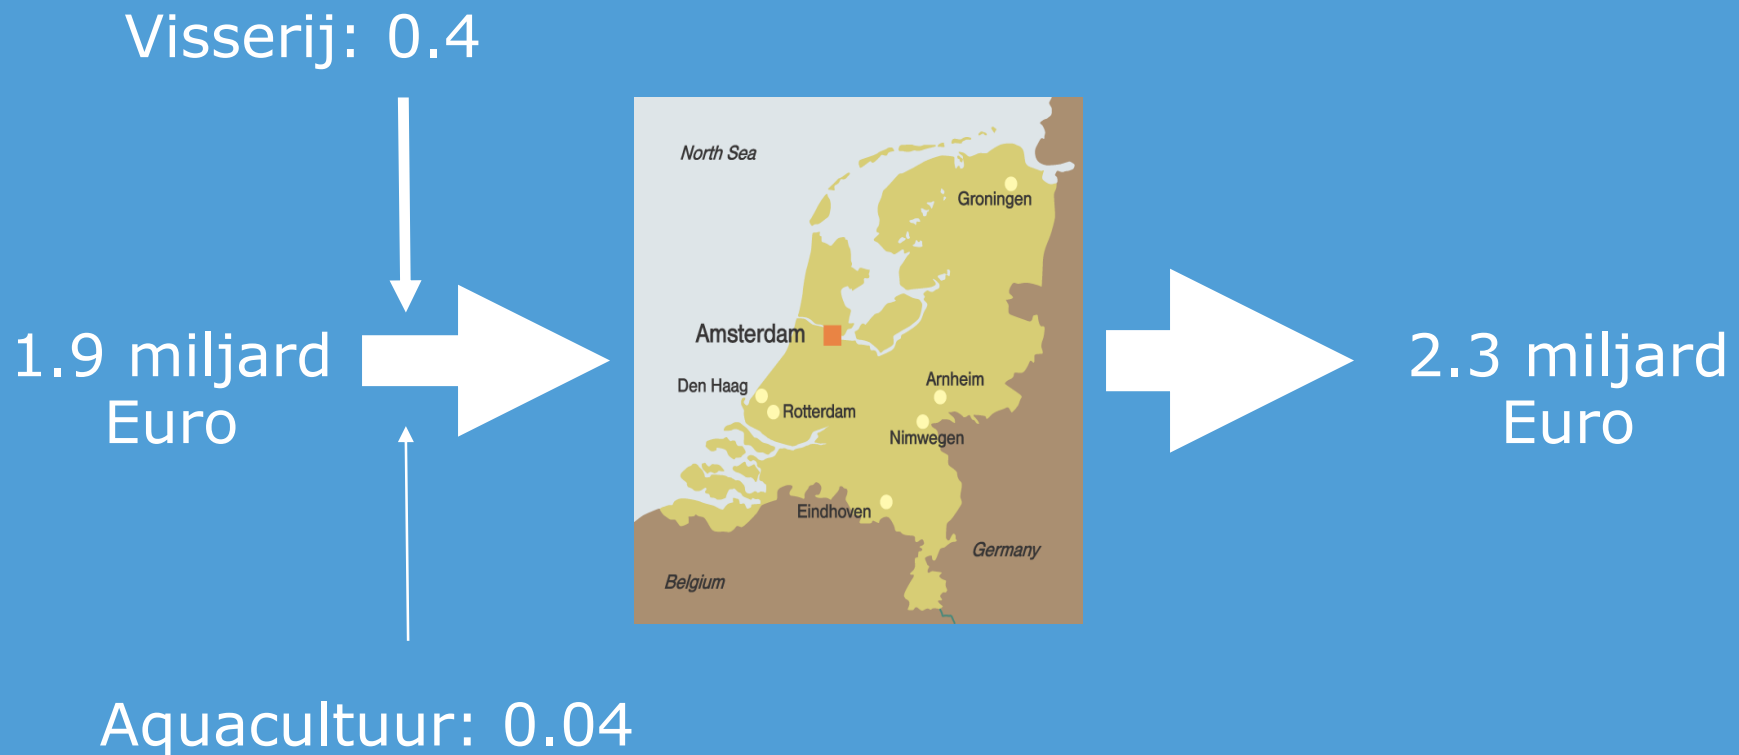 Visserij: 0.4
North Sea
Groningen
Amsterdam
1.9 miljard
Euro
2.3 miljard
Euro
Den Haag
Arnheim
Rotterdam
Nimwegen
Eindhoven
Germany
Belgium
Aquacultuur: 0.04